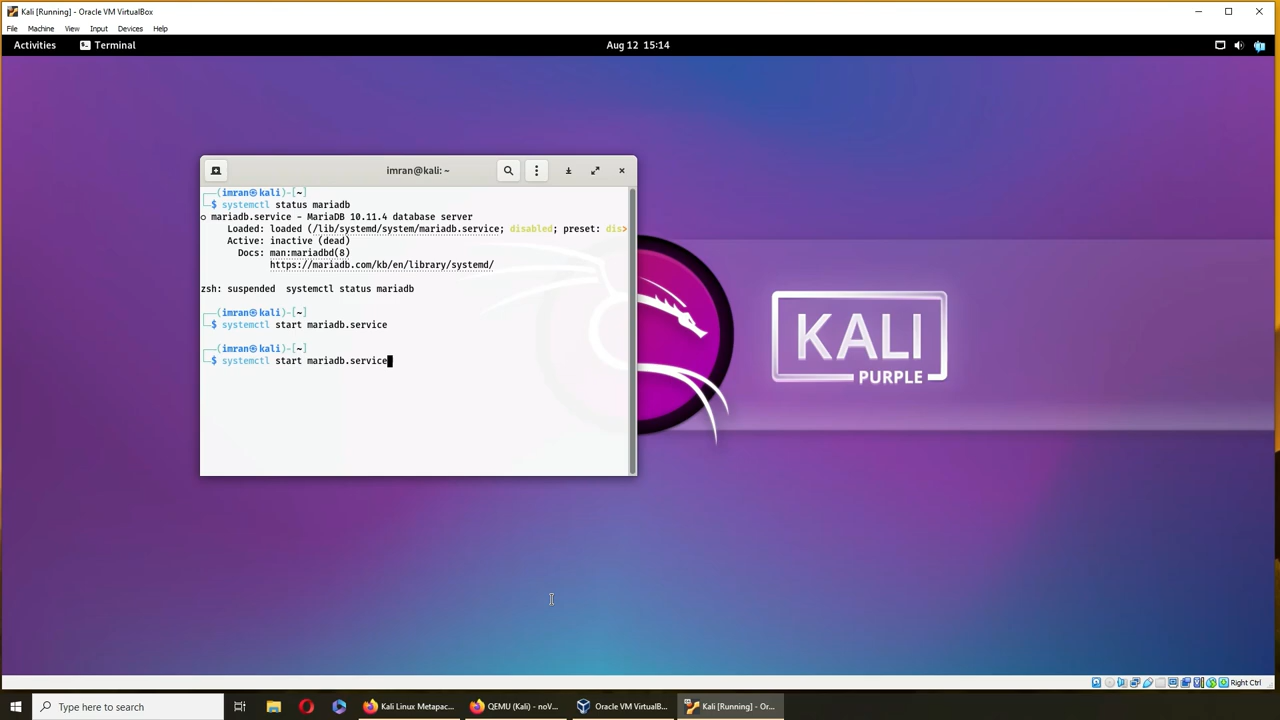 Kali [Running] - Oracle VM VirtualBox
File Machine View Input Devices Help
Activities Terminal Aug 12 15:14
imran@kali: ~
(imran㉿kali)-[~]
$ systemctl status mariadb
○ mariadb.service - MariaDB 10.11.4 database server
Loaded: loaded (/lib/systemd/system/mariadb.service; disabled; preset: dis>
Active: inactive (dead)
Docs: man:mariadbd(8)
https://mariadb.com/kb/en/library/systemd/
zsh: suspended  systemctl status mariadb
(imran㉿kali)-[~]
$ systemctl start mariadb.service
(imran㉿kali)-[~]
$ systemctl start mariadb.service
KALI
PURPLE
Right Ctrl
Type here to search
Kali Linux Metapac...
QEMU (Kali) - noV...
Oracle VM VirtualB...
Kali [Running] - Or...